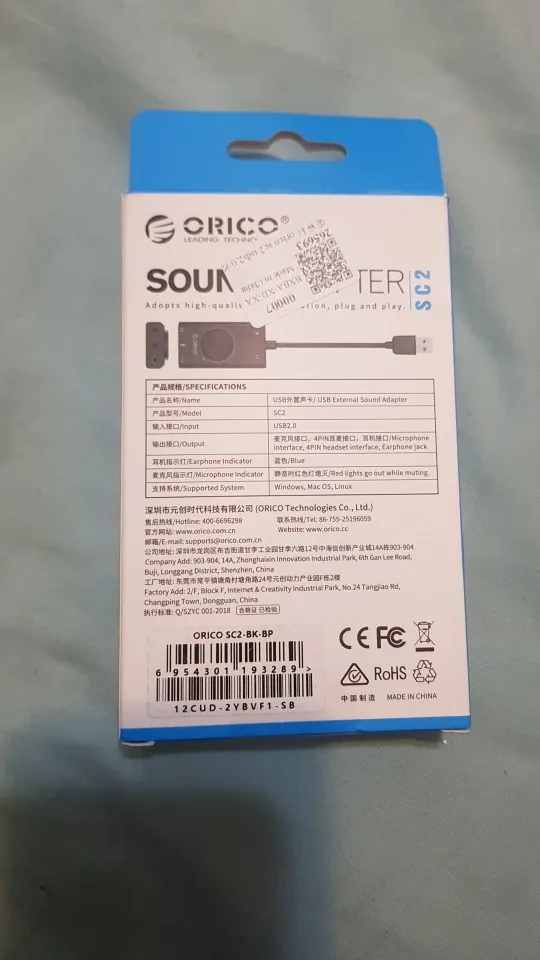 ORICO®
LEADING TECHNO
SOUN TER
SC2
orico sc2 usb2.0
265693
BXBA-XD-XA
Made in China
00007
Adopts high-quali tion, plug and play.
产品规格/SPECIFICATIONS
产品名称/Name USB外置声卡/ USB External Sound Adapter
产品型号/Model SC2
输入接口/Input USB2.0
输出接口/Output 麦克风接口，4PIN耳麦接口，耳机接口/Microphone
interface, 4PIN headset interface, Earphone jack
耳机指示灯/Earphone Indicator 蓝色/Blue
麦克风指示灯/Microphone Indicator 静音时红色灯熄灭/Red lights go out while muting.
支持系统/Supported System Windows, Mac OS, Linux
深圳市元创时代科技有限公司 (ORICO Technologies Co., Ltd.)
售后热线/Hotline: 400-6696298 联系热线/Tel: 86-755-25196059
官方网站: www.orico.com.cn Website: www.orico.cc
邮箱/E-mail: supports@orico.com.cn
公司地址: 深圳市龙岗区布吉街道甘李工业园甘李六路12号中海信创新产业城14A栋903-904
Company Add: 903-904, 14A, Zhonghaixin Innovation Industrial Park, 6th Gan Lee Road,
Buji, Longgang District, Shenzhen, China
工厂地址: 东莞市常平镇塘角村塘角路24号元创动力产业园F栋2楼
Factory Add: 2/F, Block F, Internet & Creativity Industrial Park, No.24 Tangjiao Rd,
Changping Town, Dongguan, China
执行标准: Q/SZYC 001-2018 合格证 已检验
ORICO SC2-BK-BP
6 954301 193289 >
12CUD-2YBVF1-SB
CE FC
RoHS
中国制造 MADE IN CHINA